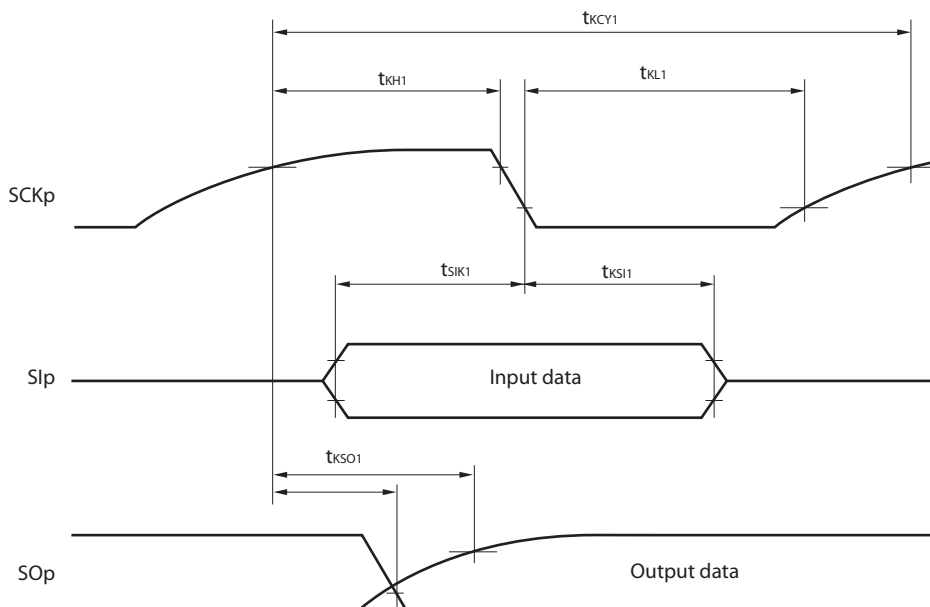 tKCY1
tKH1
tKL1
SCKp
tSIK1
tKSI1
SIp
Input data
tKSO1
SOp
Output data